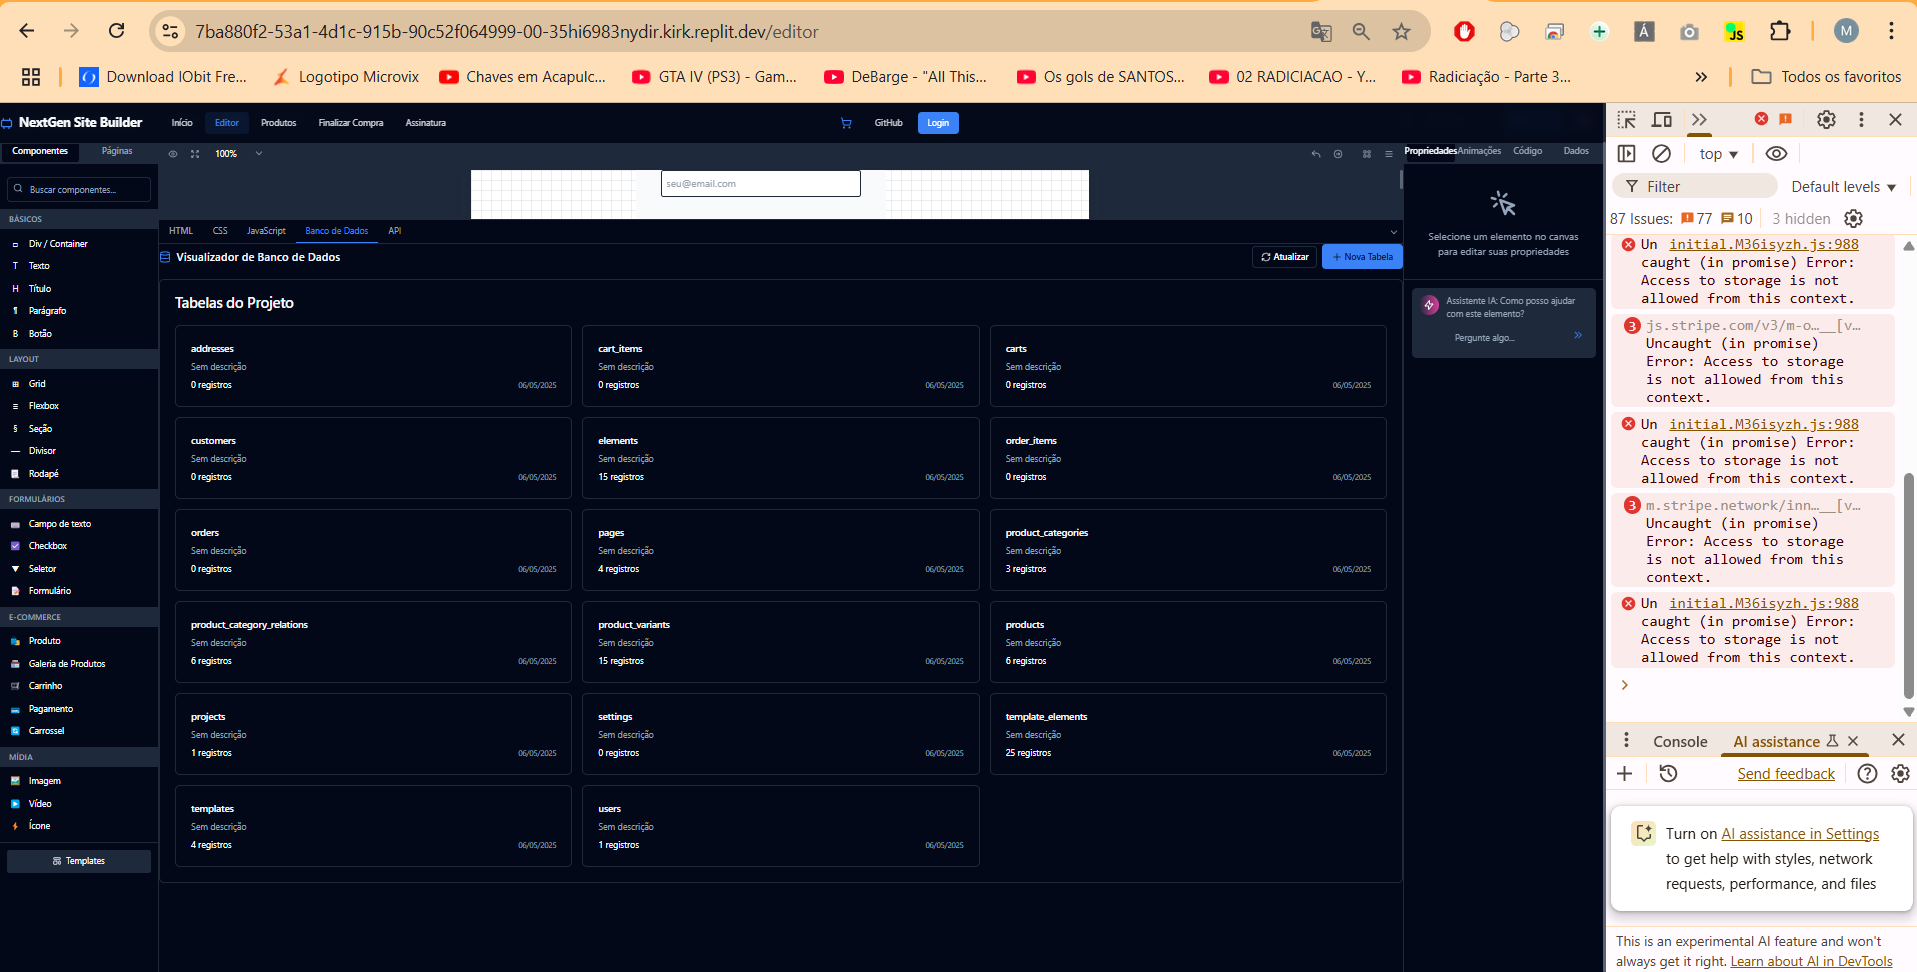 7ba880f2-53a1-4d1c-915b-90c52f064999-00-35hi6983nydir.kirk.replit.dev/editor
Download IObit Fre...
Logotipo Microvix
Chaves em Acapulc...
GTA IV (PS3) - Gam...
DeBarge - "All This...
Os gols de SANTOS...
02 RADICIACAO - Y...
Radiciação - Parte 3...
Todos os favoritos
NextGen Site Builder
Início
Editor
Produtos
Finalizar Compra
Assinatura
GitHub
Login
Componentes
Páginas
100%
Buscar componentes...
BÁSICOS
Div / Container
T Texto
H Título
¶ Parágrafo
B Botão
LAYOUT
Grid
Flexbox
§ Seção
Divisor
Rodapé
FORMULÁRIOS
Campo de texto
Checkbox
Seletor
Formulário
E-COMMERCE
Produto
Galeria de Produtos
Carrinho
Pagamento
Carrossel
MÍDIA
Imagem
Vídeo
Ícone
Templates
seu@email.com
HTML
CSS
JavaScript
Banco de Dados
API
Visualizador de Banco de Dados
Atualizar
+ Nova Tabela
Tabelas do Projeto
addresses
Sem descrição
0 registros
06/05/2025
cart_items
Sem descrição
0 registros
06/05/2025
carts
Sem descrição
0 registros
06/05/2025
customers
Sem descrição
0 registros
06/05/2025
elements
Sem descrição
15 registros
06/05/2025
order_items
Sem descrição
0 registros
06/05/2025
orders
Sem descrição
0 registros
06/05/2025
pages
Sem descrição
4 registros
06/05/2025
product_categories
Sem descrição
3 registros
06/05/2025
product_category_relations
Sem descrição
6 registros
06/05/2025
product_variants
Sem descrição
15 registros
06/05/2025
products
Sem descrição
6 registros
06/05/2025
projects
Sem descrição
1 registros
06/05/2025
settings
Sem descrição
0 registros
06/05/2025
template_elements
Sem descrição
25 registros
06/05/2025
templates
Sem descrição
4 registros
06/05/2025
users
Sem descrição
1 registros
06/05/2025
Propriedades
Animações
Código
Dados
Selecione um elemento no canvas
para editar suas propriedades
Assistente IA: Como posso ajudar
com este elemento?
Pergunte algo...
top
Filter
Default levels
87 Issues: 77 10
3 hidden
Un initial.M36isyzh.js:988
caught (in promise) Error:
Access to storage is not
allowed from this context.
3 js.stripe.com/v3/m-o…__[v…
Uncaught (in promise)
Error: Access to storage
is not allowed from this
context.
Un initial.M36isyzh.js:988
caught (in promise) Error:
Access to storage is not
allowed from this context.
3 m.stripe.network/inn…__[v…
Uncaught (in promise)
Error: Access to storage
is not allowed from this
context.
Un initial.M36isyzh.js:988
caught (in promise) Error:
Access to storage is not
allowed from this context.
Console
AI assistance
Send feedback
Turn on AI assistance in Settings
to get help with styles, network
requests, performance, and files
This is an experimental AI feature and won't
always get it right. Learn about AI in DevTools
M
JS
Á